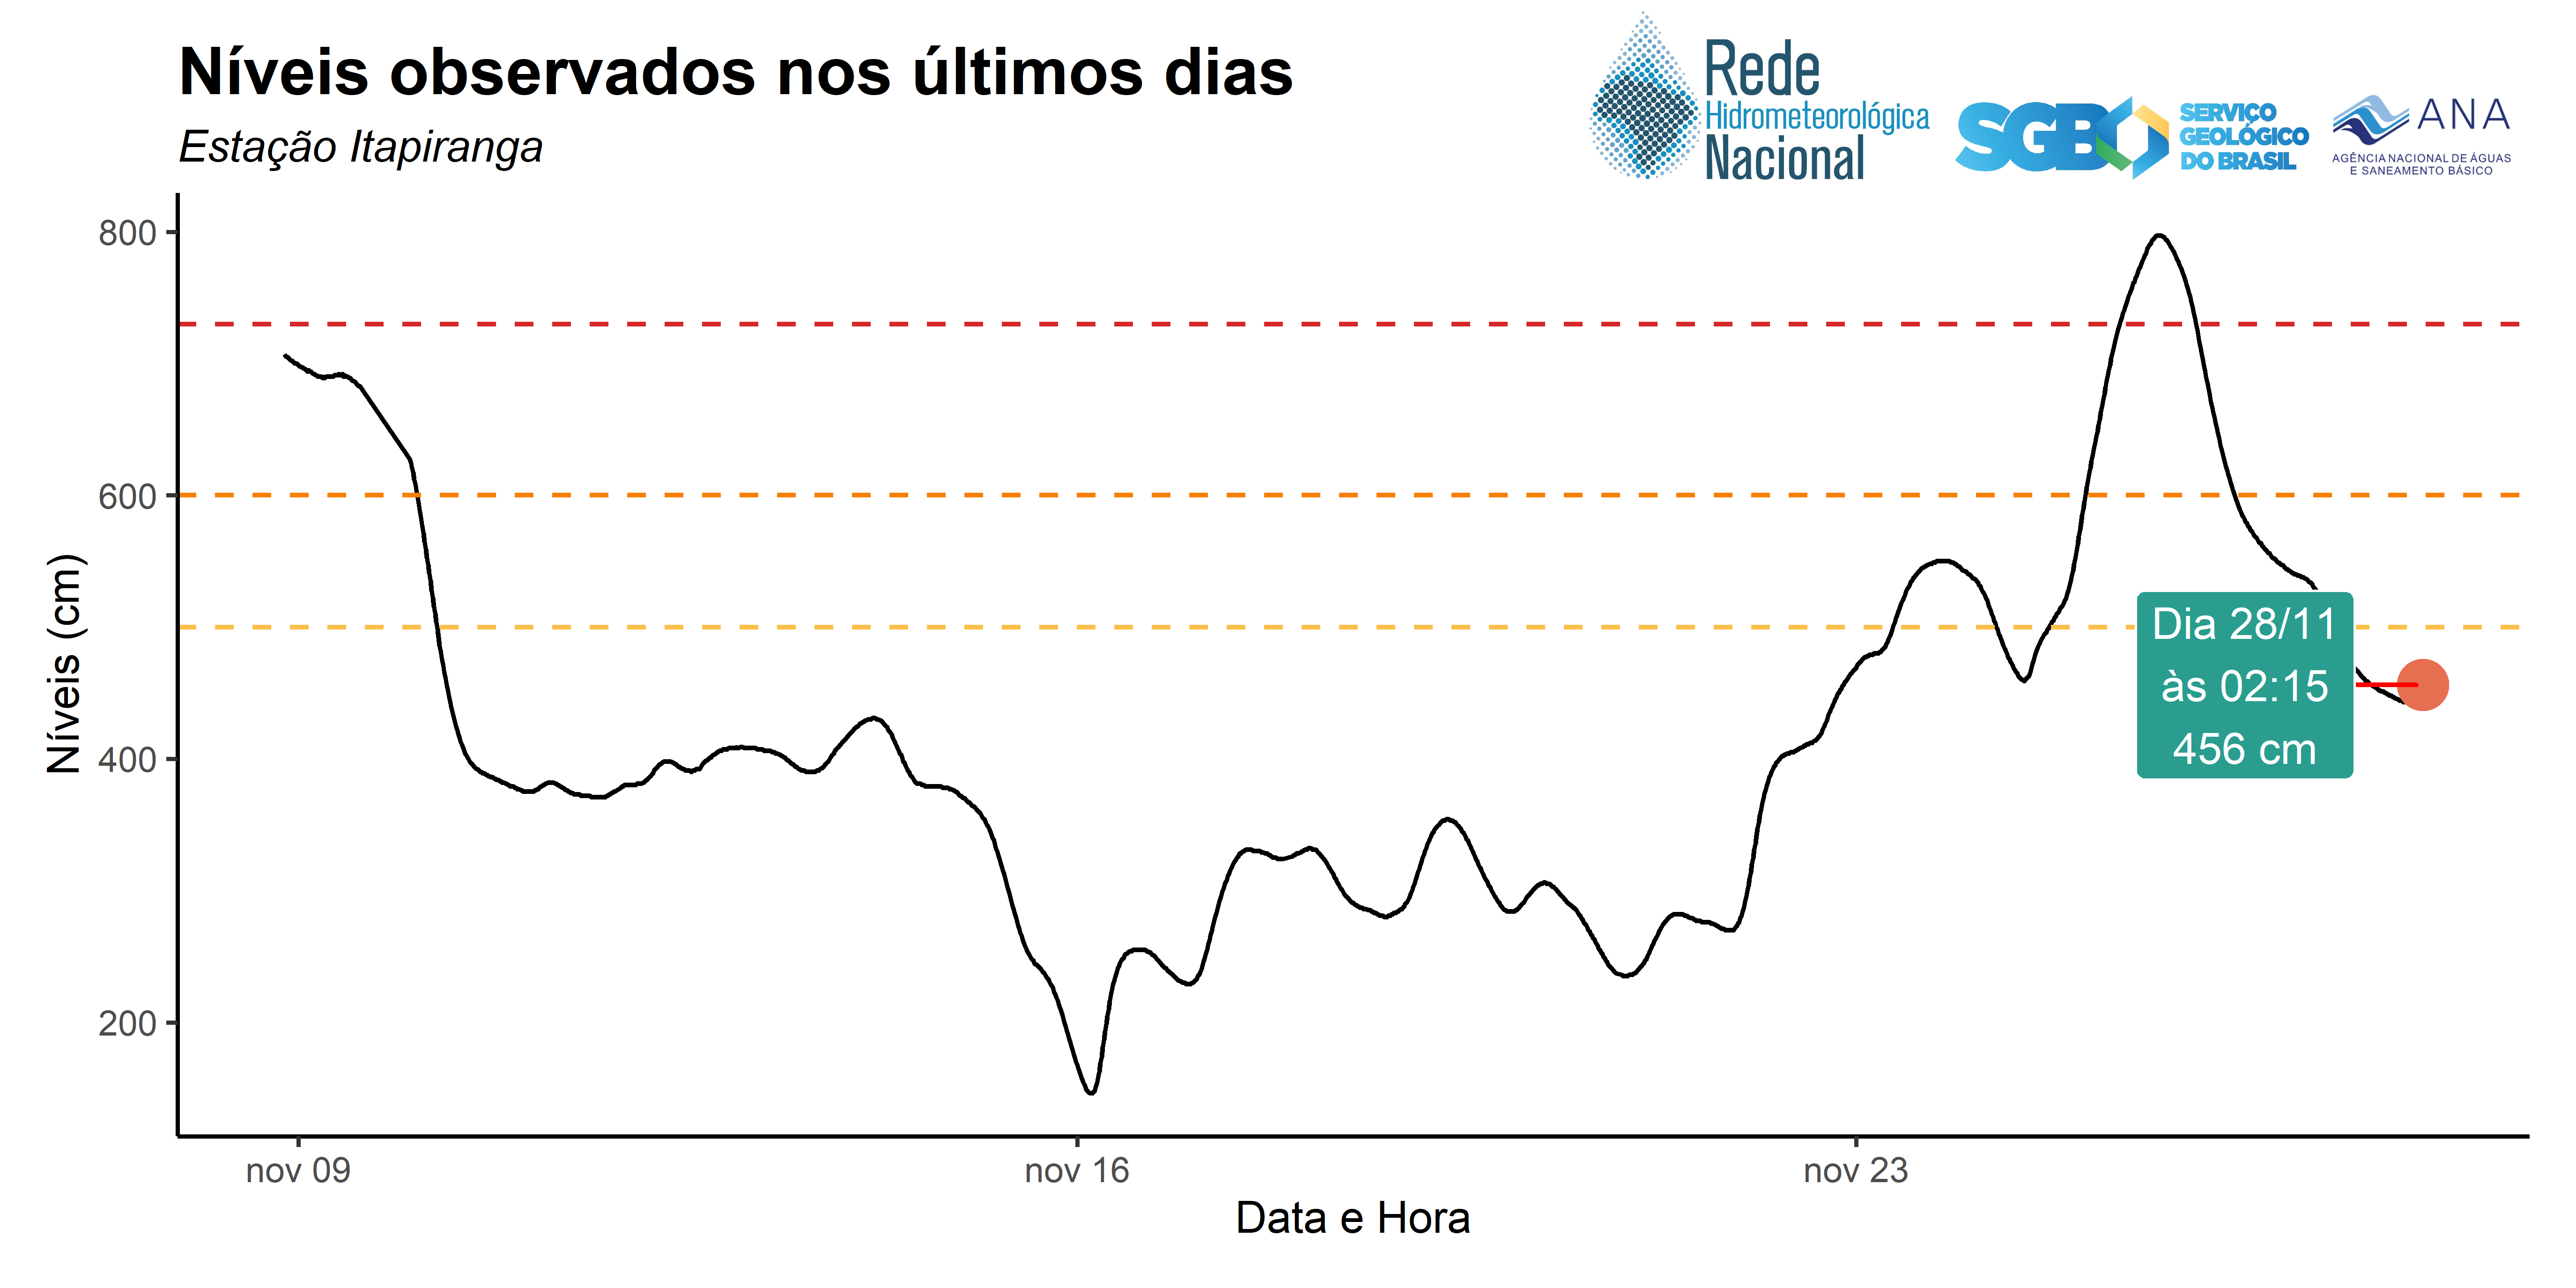 Níveis observados nos últimos dias
Estação Itapiranga
Rede
Hidrometeorológica
Nacional
SGB
SERVIÇO
GEOLÓGICO
DO BRASIL
ANA
AGÊNCIA NACIONAL DE ÁGUAS
E SANEAMENTO BÁSICO
Níveis (cm)
800
600
400
200
Dia 28/11
às 02:15
456 cm
nov 09
nov 16
nov 23
Data e Hora